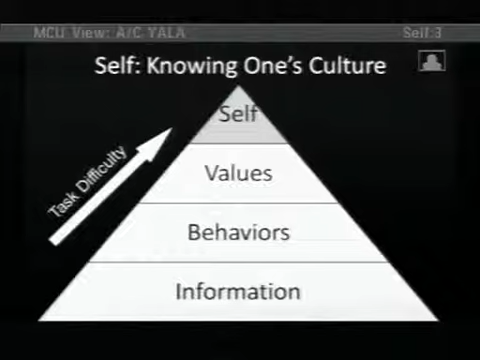 MCU View: A/C YALA
Self:3
Self: Knowing One's Culture
Self
Task Difficulty
Values
Behaviors
Information